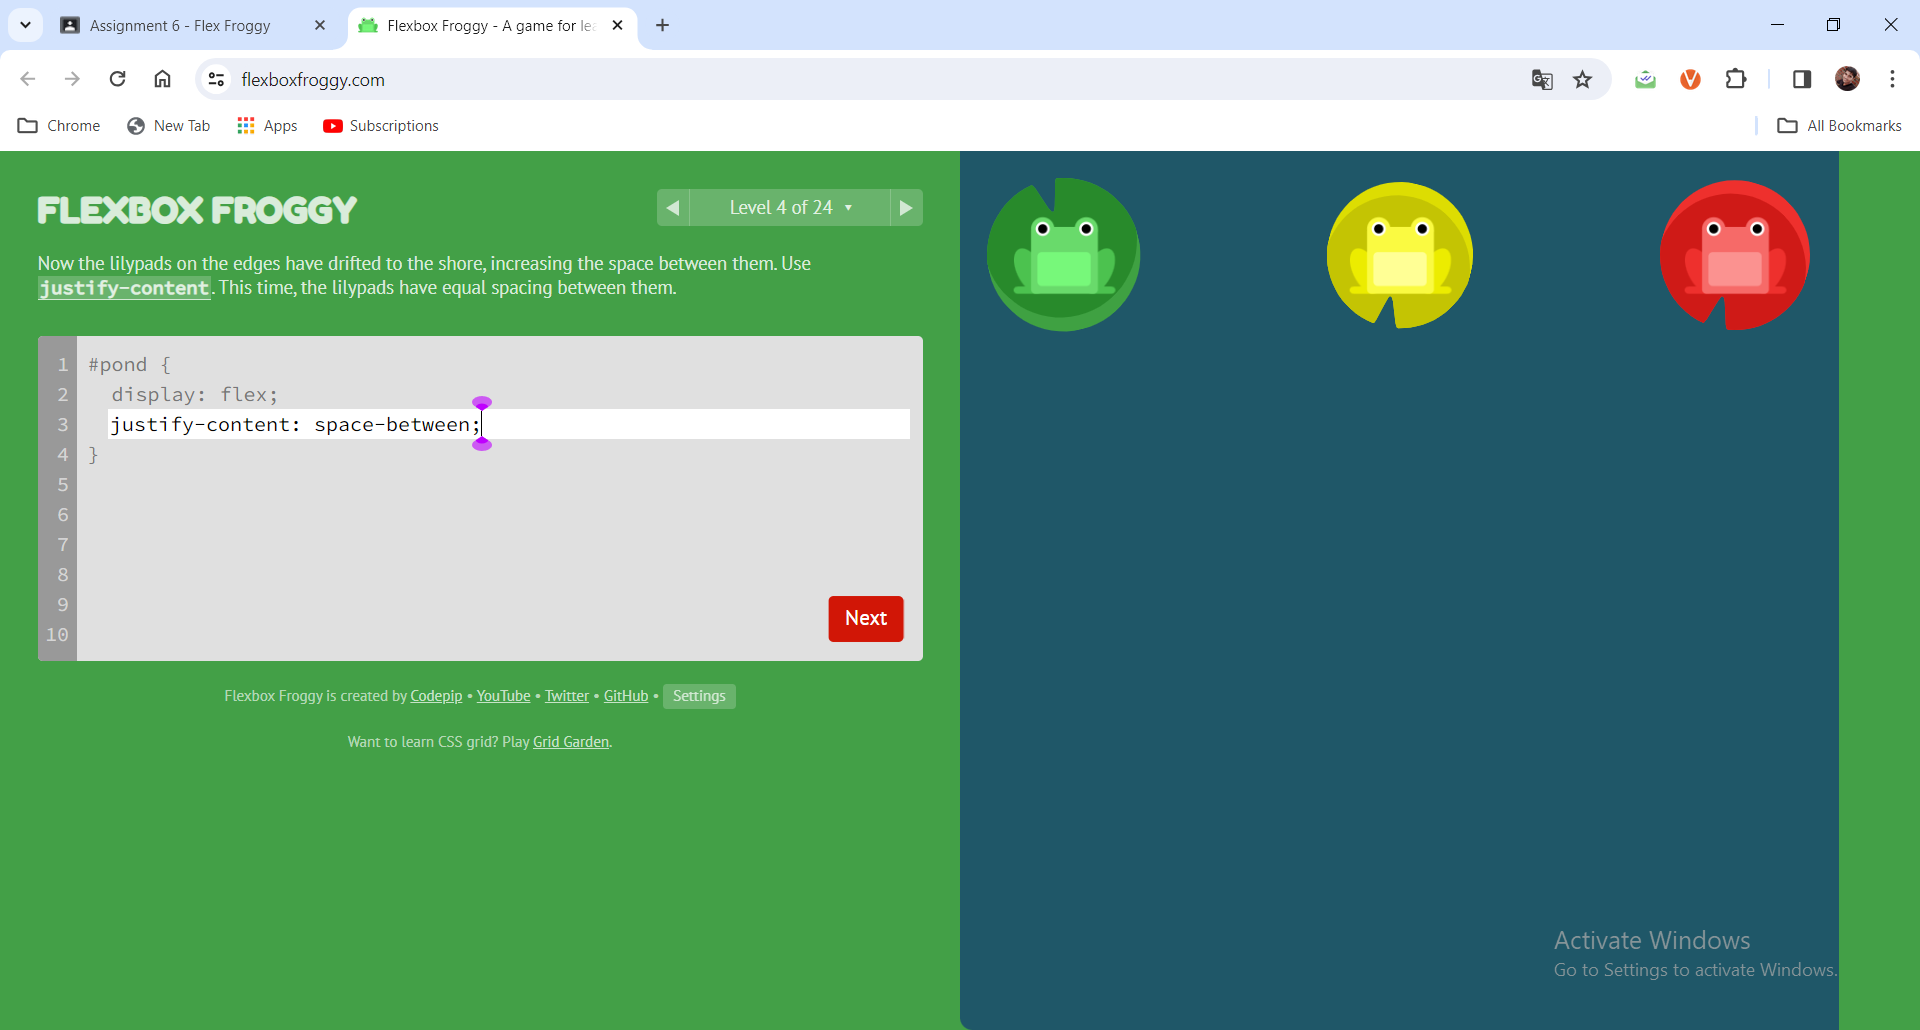 Assignment 6 - Flex Froggy
Flexbox Froggy - A game for lea
flexboxfroggy.com
Chrome
New Tab
Apps
Subscriptions
All Bookmarks
FLEXBOX FROGGY
Level 4 of 24
Now the lilypads on the edges have drifted to the shore, increasing the space between them. Use
justify-content. This time, the lilypads have equal spacing between them.
1 #pond {
2 display: flex;
3 justify-content: space-between;
4 }
5
6
7
8
9
10
Next
Flexbox Froggy is created by Codepip • YouTube • Twitter • GitHub • Settings
Want to learn CSS grid? Play Grid Garden.
Activate Windows
Go to Settings to activate Windows.